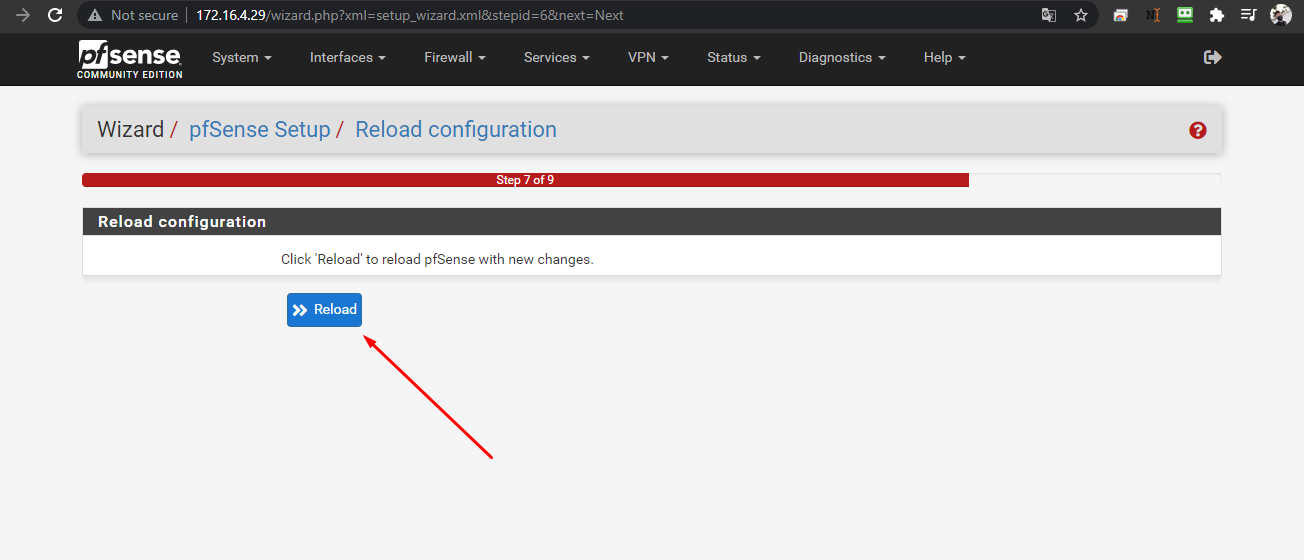 Not secure | 172.16.4.29/wizard.php?xml=setup_wizard.xml&stepid=6&next=Next
pfsense
COMMUNITY EDITION
System Interfaces Firewall Services VPN Status Diagnostics Help
Wizard / pfSense Setup / Reload configuration
Step 7 of 9
Reload configuration
Click 'Reload' to reload pfSense with new changes.
Reload